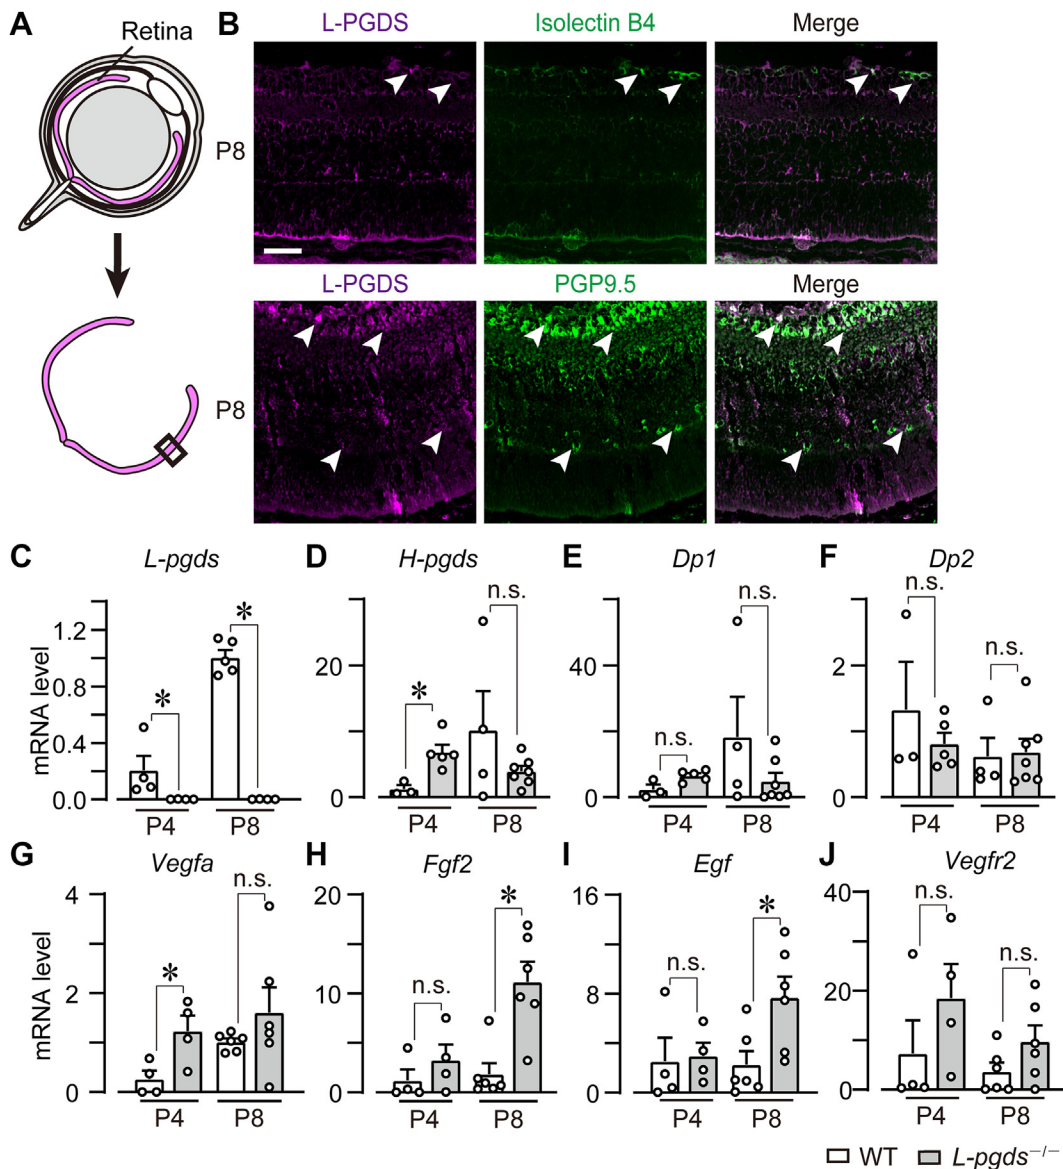 A
Retina
B
L-PGDS
Isolectin B4
Merge
P8
L-PGDS
PGP9.5
Merge
P8
C
L-pgds
mRNA level
1.2
0.8
0.4
0.0
*
*
P4
P8
D
H-pgds
20
0
*
n.s.
P4
P8
E
Dp1
40
0
n.s.
n.s.
P4
P8
F
Dp2
2
0
n.s.
n.s.
P4
P8
G
Vegfa
mRNA level
4
2
0
*
n.s.
P4
P8
H
Fgf2
20
10
0
n.s.
*
P4
P8
I
Egf
16
8
0
n.s.
*
P4
P8
J
Vegfr2
40
20
0
n.s.
n.s.
P4
P8
WT
L-pgds−/−